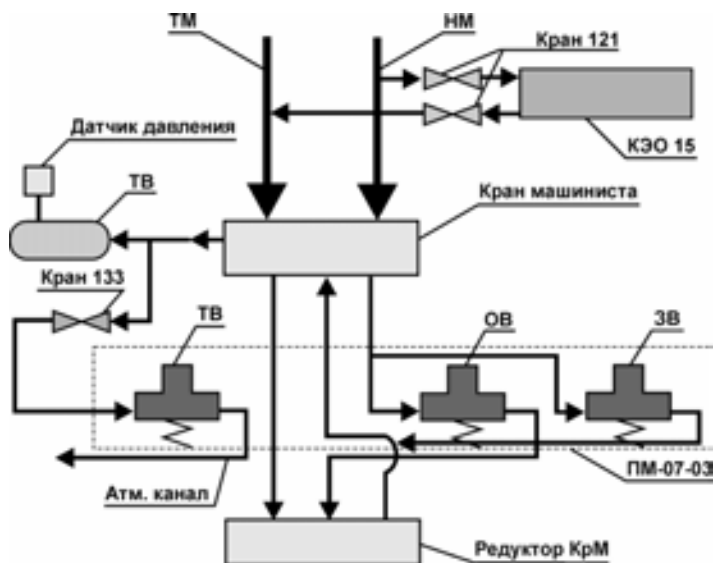 ТМ
НМ
Кран 121
Датчик давления
КЭО 15
ТВ
Кран машиниста
Кран 133
ТВ
ОВ
ЗВ
Атм. канал
ПМ-07-03
Редуктор КрМ